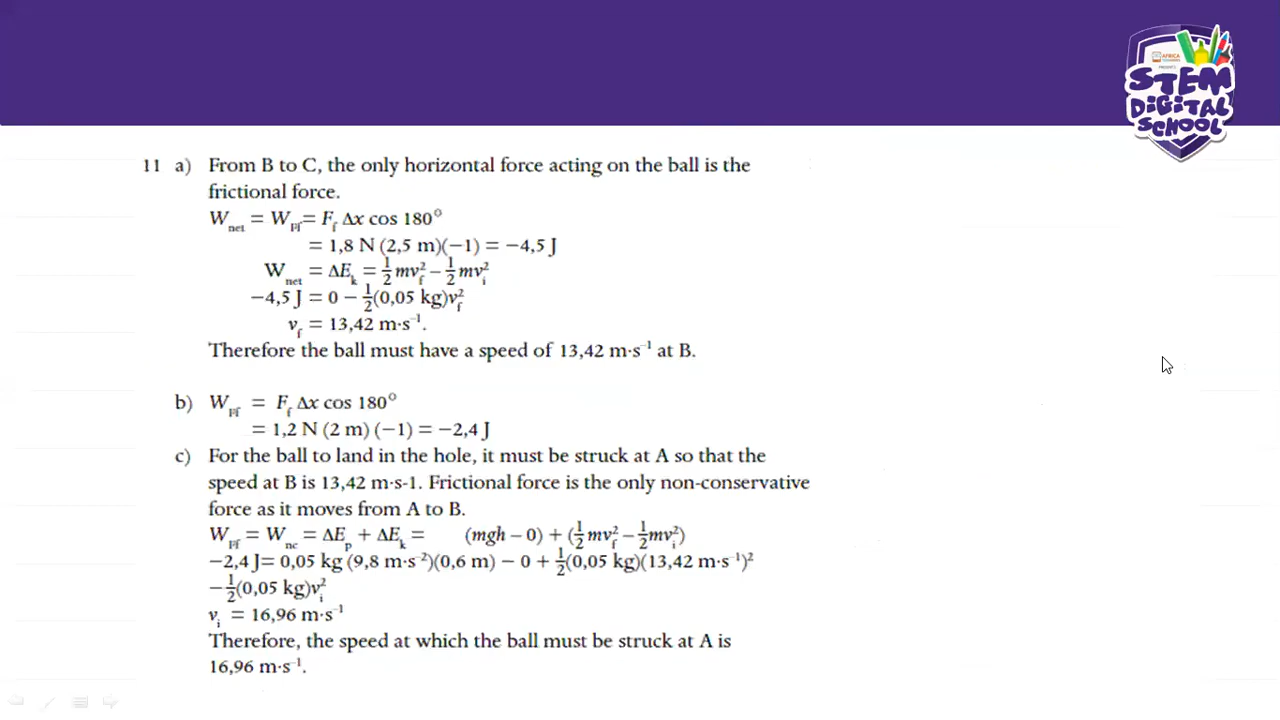 AFRICA
TEEN GEEKS
PRESENTS
STEM
DIGITAL
SCHOOL
11 a) From B to C, the only horizontal force acting on the ball is the
frictional force.
W_net = W_Ff = F_f Δx cos 180°
= 1,8 N (2,5 m)(−1) = −4,5 J
W_net = ΔE_k = ½mv_f² − ½mv_i²
−4,5 J = 0 − ½(0,05 kg)v_f²
v_f = 13,42 m·s⁻¹.
Therefore the ball must have a speed of 13,42 m·s⁻¹ at B.
b) W_Ff = F_f Δx cos 180°
= 1,2 N (2 m) (−1) = −2,4 J
c) For the ball to land in the hole, it must be struck at A so that the
speed at B is 13,42 m·s-1. Frictional force is the only non-conservative
force as it moves from A to B.
W_Ff = W_nc = ΔE_p + ΔE_k = (mgh − 0) + (½mv_f² − ½mv_i²)
−2,4 J= 0,05 kg (9,8 m·s⁻²)(0,6 m) − 0 + ½(0,05 kg)(13,42 m·s⁻¹)²
−½(0,05 kg)v_i²
v_i = 16,96 m·s⁻¹
Therefore, the speed at which the ball must be struck at A is
16,96 m·s⁻¹.